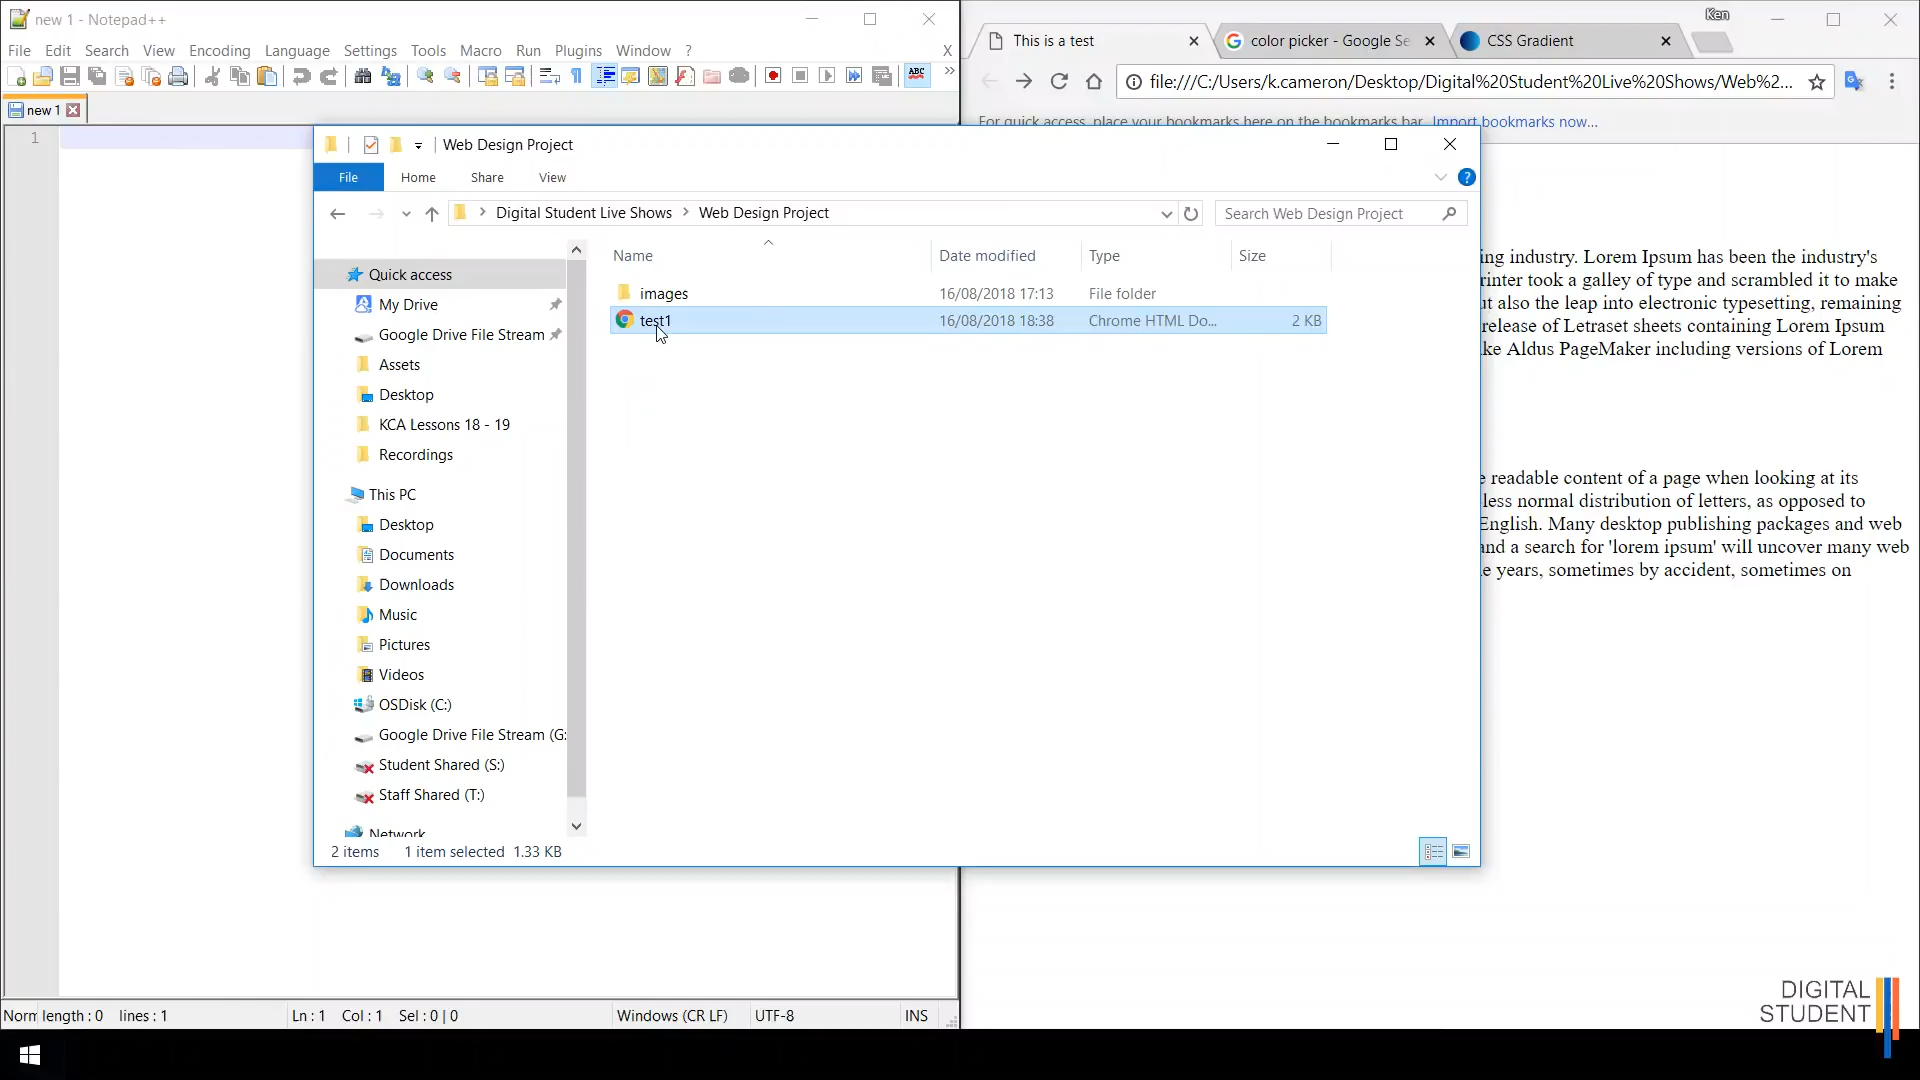 new 1 - Notepad++
File Edit Search View Encoding Language Settings Tools Macro Run Plugins Window ? X
new 1
1
Norm length : 0 lines : 1 Ln : 1 Col : 1 Sel : 0 | 0 Windows (CR LF) UTF-8 INS
Ken
This is a test
color picker - Google Se
CSS Gradient
file:///C:/Users/k.cameron/Desktop/Digital%20Student%20Live%20Shows/Web%2...
For quick access, place your bookmarks here on the bookmarks bar. Import bookmarks now...
Web Design Project
File Home Share View
Digital Student Live Shows > Web Design Project
Search Web Design Project
Name Date modified Type Size
images 16/08/2018 17:13 File folder
test1 16/08/2018 18:38 Chrome HTML Do... 2 KB
Quick access
My Drive
Google Drive File Stream
Assets
Desktop
KCA Lessons 18 - 19
Recordings
This PC
Desktop
Documents
Downloads
Music
Pictures
Videos
OSDisk (C:)
Google Drive File Stream (G:
Student Shared (S:)
Staff Shared (T:)
Network
2 items 1 item selected 1.33 KB
ing industry. Lorem Ipsum has been the industry's
rinter took a galley of type and scrambled it to make
ut also the leap into electronic typesetting, remaining
release of Letraset sheets containing Lorem Ipsum
ke Aldus PageMaker including versions of Lorem
e readable content of a page when looking at its
less normal distribution of letters, as opposed to
English. Many desktop publishing packages and web
and a search for 'lorem ipsum' will uncover many web
e years, sometimes by accident, sometimes on
DIGITAL
STUDENT